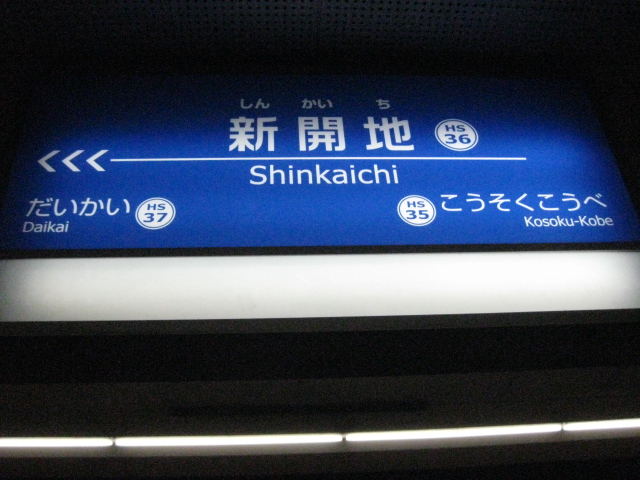 しん かい ち
新開地 HS 36
<<<
Shinkaichi
だいかい HS 37
Daikai
HS 35 こうそくこうべ
Kosoku-Kobe